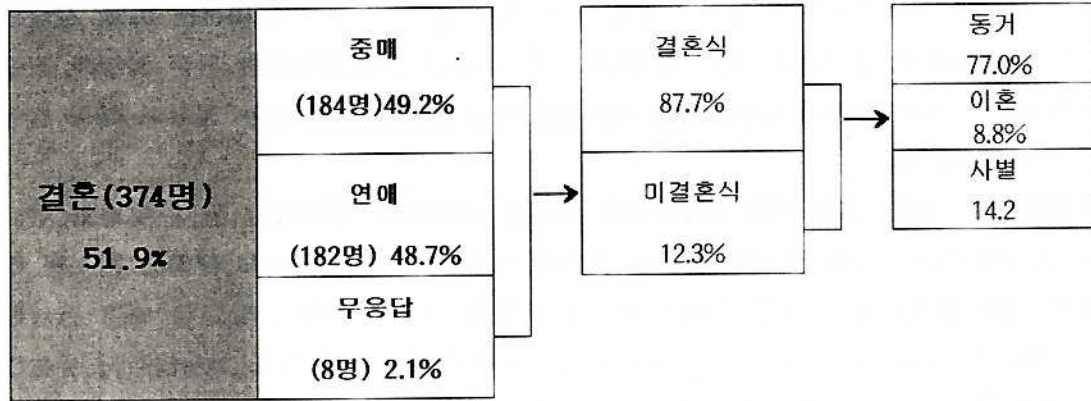 결혼(374명)
51.9%
중매
(184명)49.2%
연애
(182명) 48.7%
무응답
(8명) 2.1%
결혼식
87.7%
미결혼식
12.3%
동거
77.0%
이혼
8.8%
사별
14.2